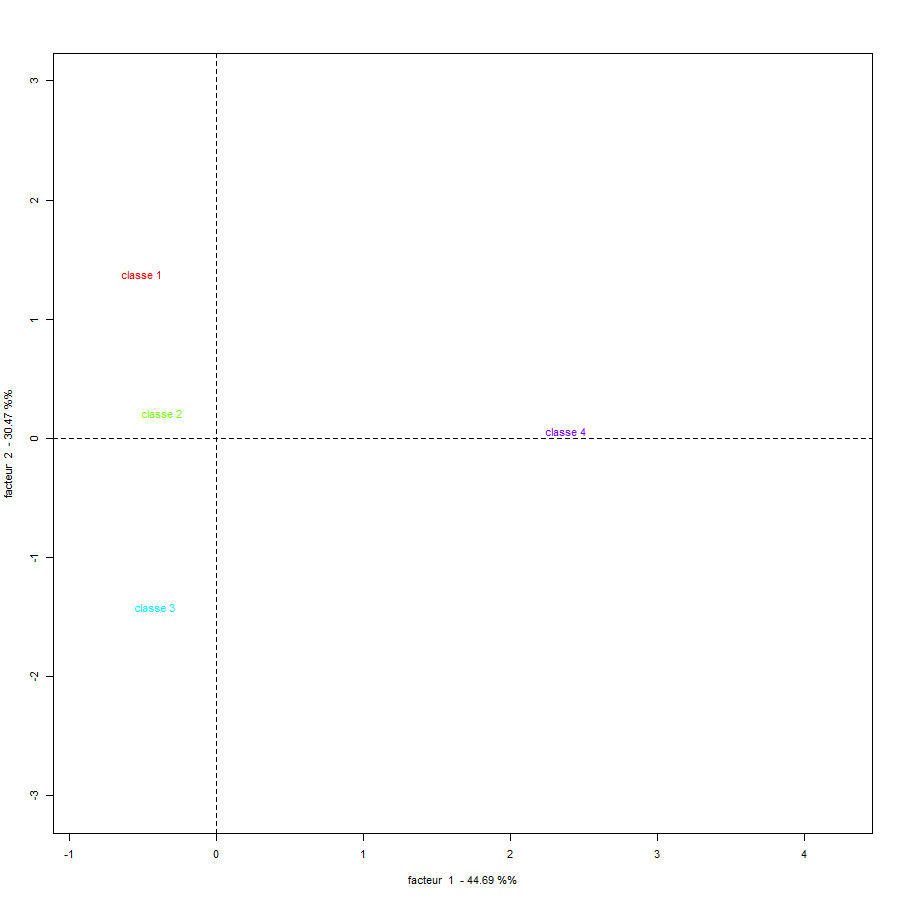 3
2
classe 1
1
classe 2
classe 4
0
facteur  2  - 30.47 %%
-1
classe 3
-2
-3
-1 0 1 2 3 4
facteur  1  - 44.69 %%